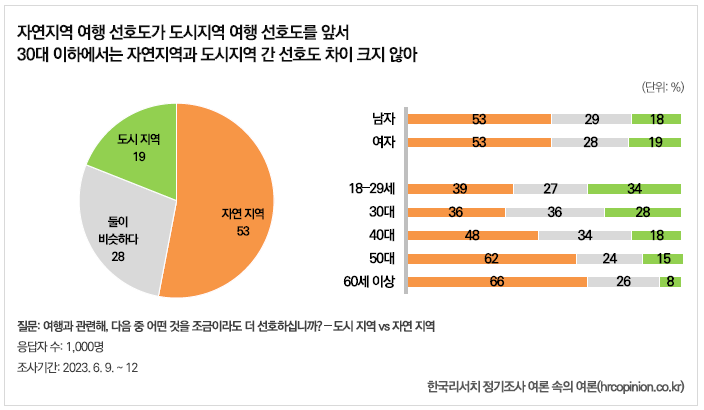 자연지역 여행 선호도가 도시지역 여행 선호도를 앞서
30대 이하에서는 자연지역과 도시지역 간 선호도 차이 크지 않아
(단위: %)
도시 지역
19
자연 지역
53
둘이
비슷하다
28
남자 53 29 18
여자 53 28 19
18-29세 39 27 34
30대 36 36 28
40대 48 34 18
50대 62 24 15
60세 이상 66 26 8
질문: 여행과 관련해, 다음 중 어떤 것을 조금이라도 더 선호하십니까? – 도시 지역 vs 자연 지역
응답자 수: 1,000명
조사기간: 2023. 6. 9. ~ 12
한국리서치 정기조사 여론 속의 여론(hrcopinion.co.kr)